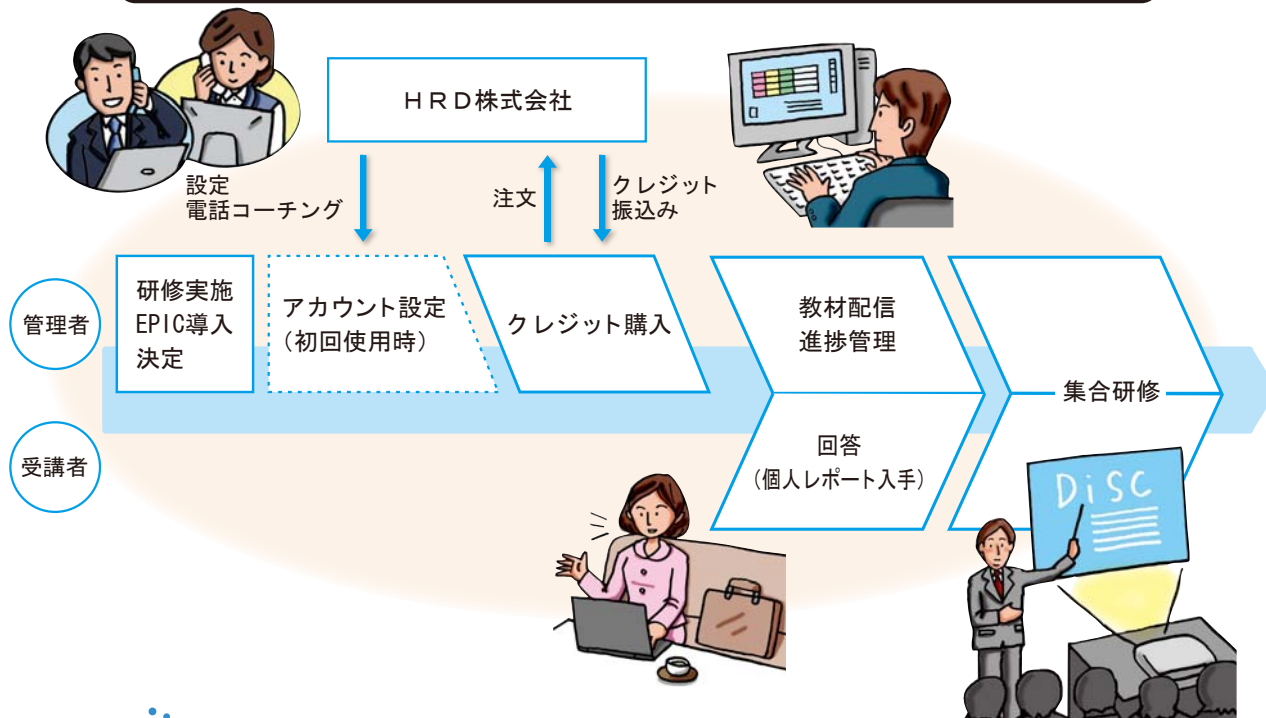 HRD株式会社
設定
電話コーチング
注文
クレジット
振込み
管理者
研修実施
EPIC導入
決定
アカウント設定
(初回使用時)
クレジット購入
教材配信
進捗管理
集合研修
受講者
回答
(個人レポート入手)
DiSC